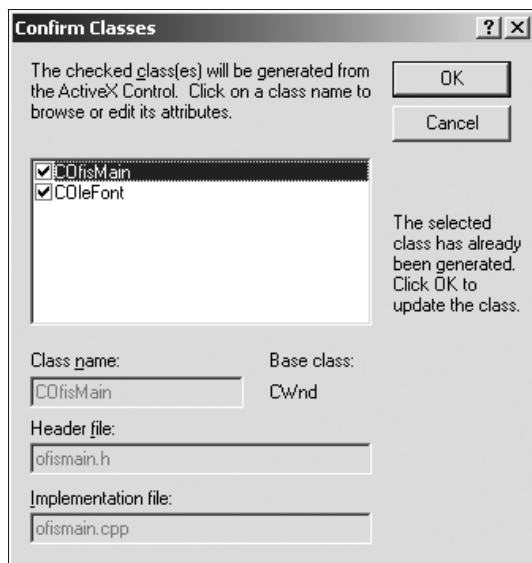 Confirm Classes
The checked class(es) will be generated from
the ActiveX Control. Click on a class name to
browse or edit its attributes.
OK
Cancel
COfisMain
COleFont
The selected
class has already
been generated.
Click OK to
update the class.
Class name:
Base class:
COfisMain
CWnd
Header file:
ofismain.h
Implementation file:
ofismain.cpp